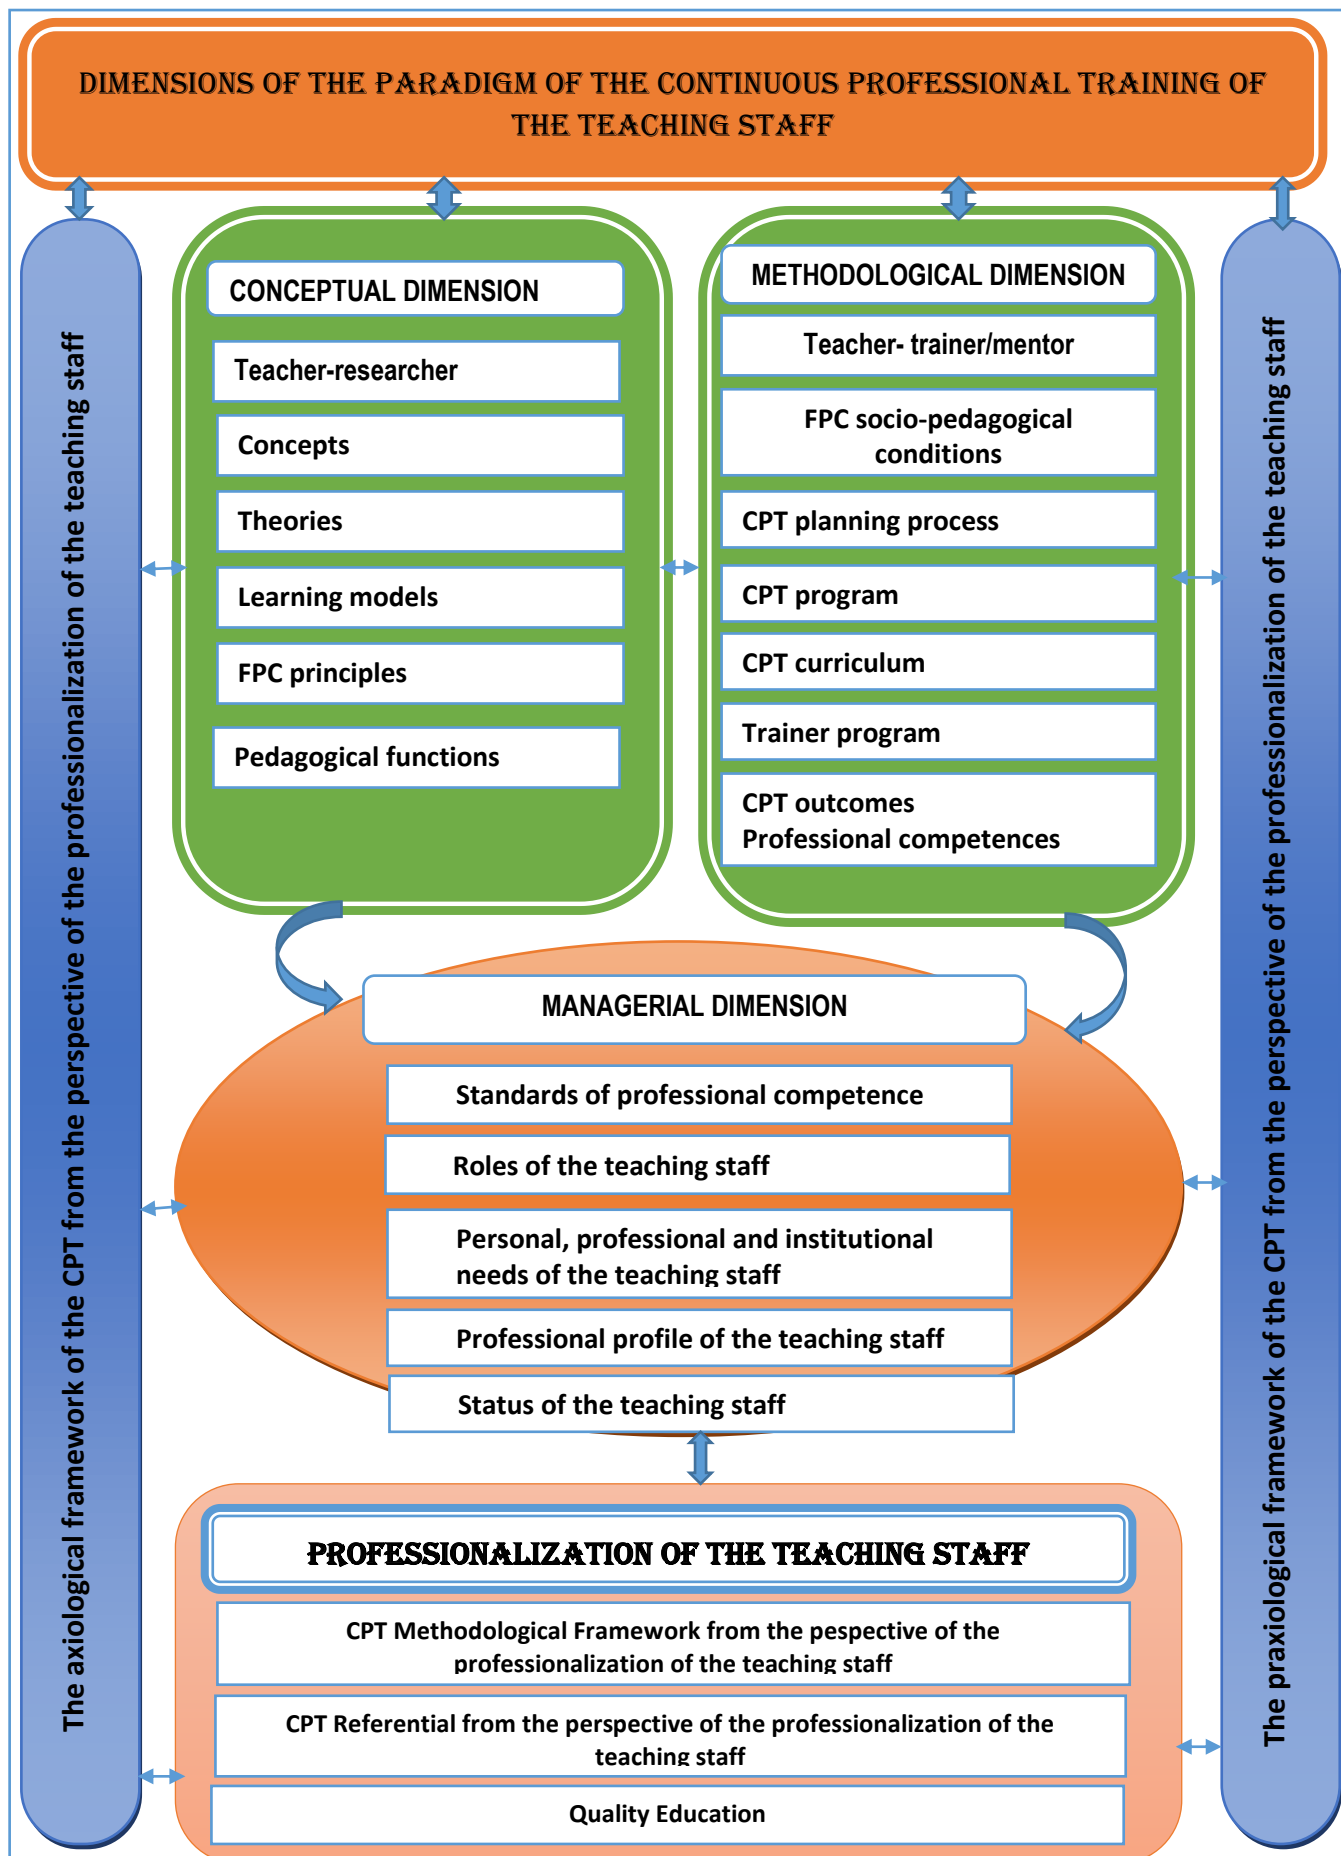 DIMENSIONS OF THE PARADIGM OF THE CONTINUOUS PROFESSIONAL TRAINING OF
THE TEACHING STAFF
The axiological framework of the CPT from the perspective of the professionalization of the teaching staff
CONCEPTUAL DIMENSION
Teacher-researcher
Concepts
Theories
Learning models
FPC principles
Pedagogical functions
METHODOLOGICAL DIMENSION
Teacher- trainer/mentor
FPC socio-pedagogical
conditions
CPT planning process
CPT program
CPT curriculum
Trainer program
CPT outcomes
Professional competences
The praxiological framework of the CPT from the perspective of the professionalization of the teaching staff
MANAGERIAL DIMENSION
Standards of professional competence
Roles of the teaching staff
Personal, professional and institutional
needs of the teaching staff
Professional profile of the teaching staff
Status of the teaching staff
PROFESSIONALIZATION OF THE TEACHING STAFF
CPT Methodological Framework from the pespective of the
professionalization of the teaching staff
CPT Referential from the perspective of the professionalization of the
teaching staff
Quality Education